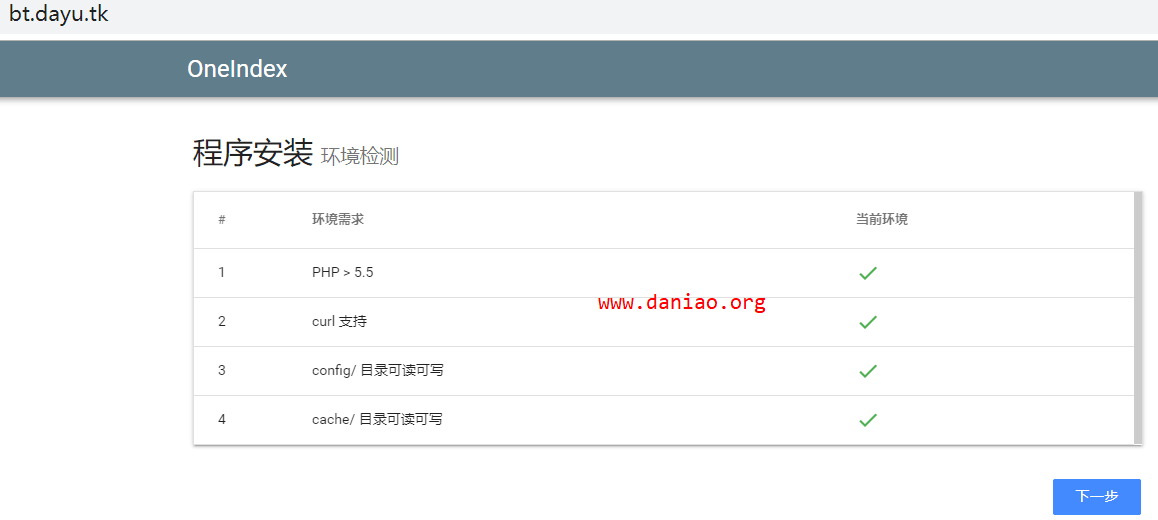 bt.dayu.tk
OneIndex
程序安装 环境检测
# 环境需求 当前环境
1 PHP > 5.5
www.daniao.org
2 curl 支持
3 config/ 目录可读可写
4 cache/ 目录可读可写
下一步